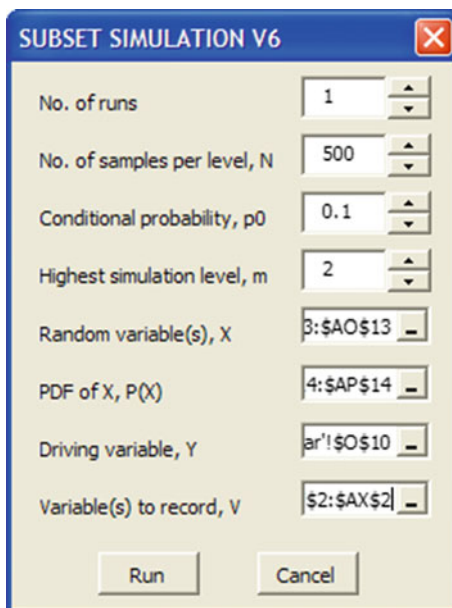 SUBSET SIMULATION V6
No. of runs 1
No. of samples per level, N 500
Conditional probability, p0 0.1
Highest simulation level, m 2
Random variable(s), X 3:$AO$13
PDF of X, P(X) 4:$AP$14
Driving variable, Y ar'!$O$10
Variable(s) to record, V $2:$AX$2
Run Cancel